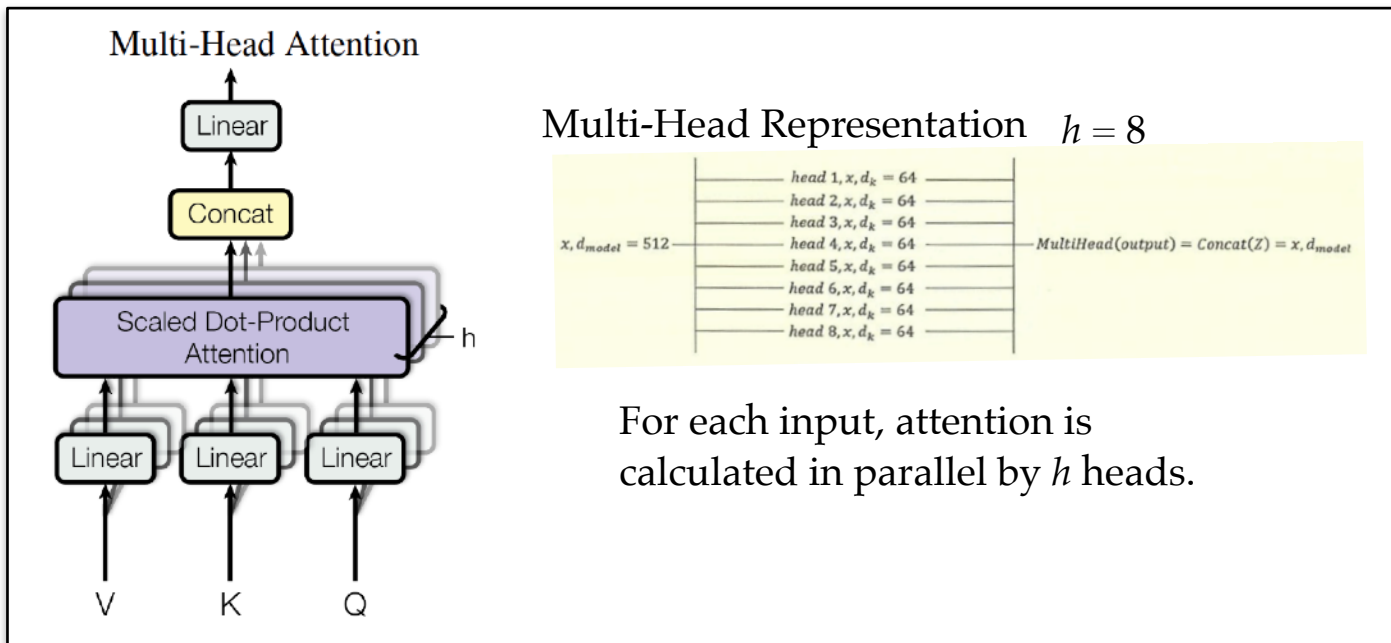 Multi-Head Attention
Linear
Concat
Scaled Dot-Product
Attention
h
Linear
Linear
Linear
V
K
Q
Multi-Head Representation h = 8
head 1, x, d_k = 64
head 2, x, d_k = 64
head 3, x, d_k = 64
x, d_model = 512
head 4, x, d_k = 64
MultiHead(output) = Concat(Z) = x, d_model
head 5, x, d_k = 64
head 6, x, d_k = 64
head 7, x, d_k = 64
head 8, x, d_k = 64
For each input, attention is
calculated in parallel by h heads.